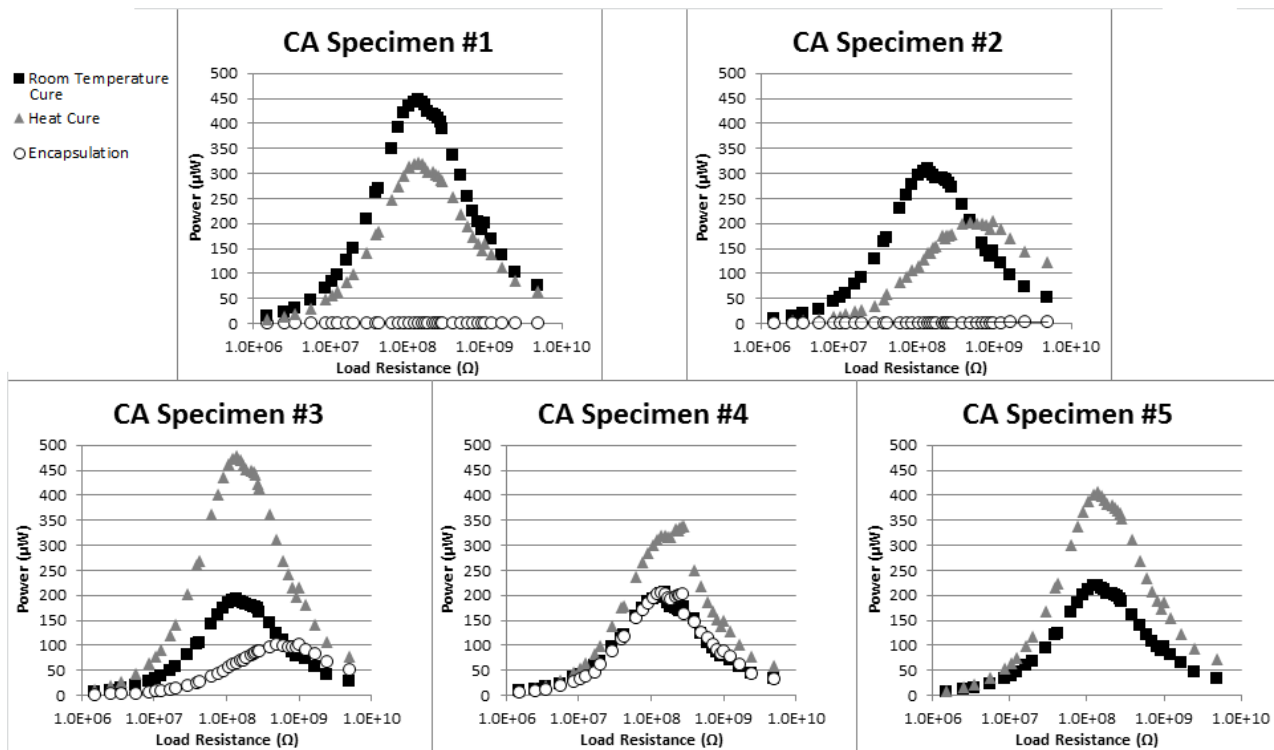 CA Specimen #1
CA Specimen #2
Room Temperature
Cure
Heat Cure
Encapsulation
Power (µW)
500
450
400
350
300
250
200
150
100
50
0
1.0E+06 1.0E+07 1.0E+08 1.0E+09 1.0E+10
Load Resistance (Ω)
Power (µW)
500
450
400
350
300
250
200
150
100
50
0
1.0E+06 1.0E+07 1.0E+08 1.0E+09 1.0E+10
Load Resistance (Ω)
CA Specimen #3
CA Specimen #4
CA Specimen #5
Power (µW)
500
450
400
350
300
250
200
150
100
50
0
1.0E+06 1.0E+07 1.0E+08 1.0E+09 1.0E+10
Load Resistance (Ω)
Power (µW)
500
450
400
350
300
250
200
150
100
50
0
1.0E+06 1.0E+07 1.0E+08 1.0E+09 1.0E+10
Load Resistance (Ω)
Power (µW)
500
450
400
350
300
250
200
150
100
50
0
1.0E+06 1.0E+07 1.0E+08 1.0E+09 1.0E+10
Load Resistance (Ω)